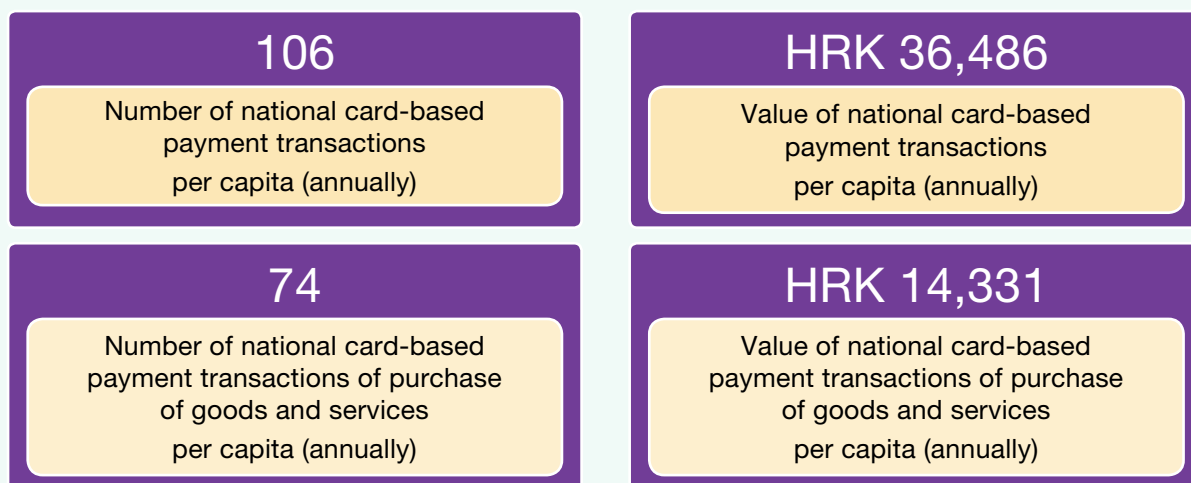 106
Number of national card-based
payment transactions
per capita (annually)
HRK 36,486
Value of national card-based
payment transactions
per capita (annually)
74
Number of national card-based
payment transactions of purchase
of goods and services
per capita (annually)
HRK 14,331
Value of national card-based
payment transactions of purchase
of goods and services
per capita (annually)